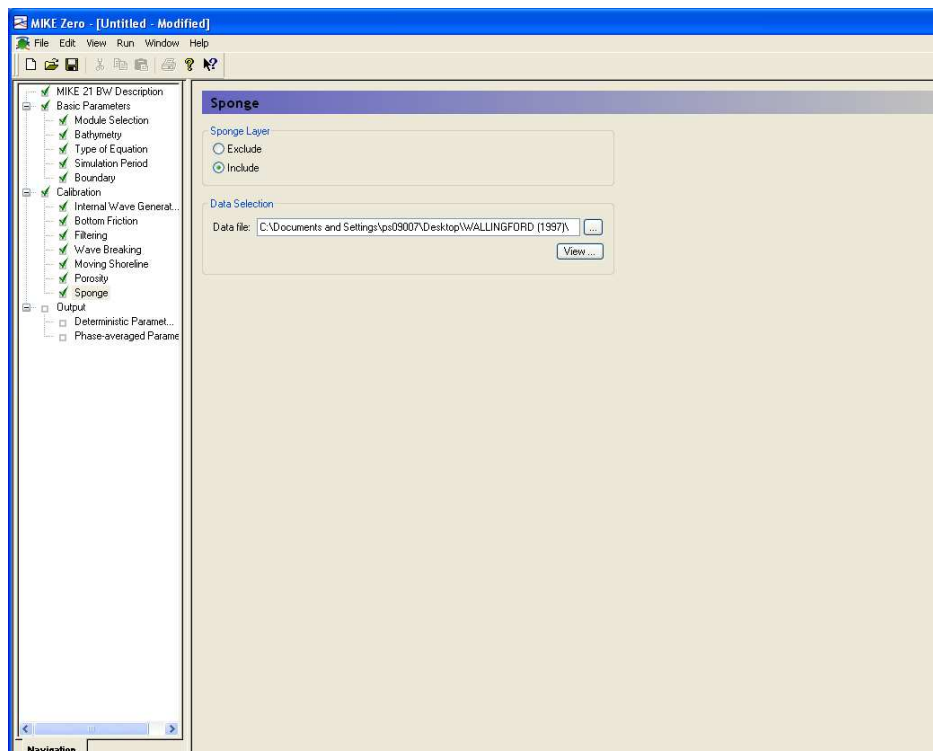 MIKE Zero - [Untitled - Modified]
File Edit View Run Window Help
MIKE 21 BW Description
Basic Parameters
Module Selection
Bathymetry
Type of Equation
Simulation Period
Boundary
Calibration
Internal Wave Generat...
Bottom Friction
Filtering
Wave Breaking
Moving Shoreline
Porosity
Sponge
Output
Deterministic Paramet...
Phase-averaged Parame
Navigation
Sponge
Sponge Layer
Exclude
Include
Data Selection
Data file: C:\Documents and Settings\ps09007\Desktop\WALLINGFORD (1997)\ ...
View ...